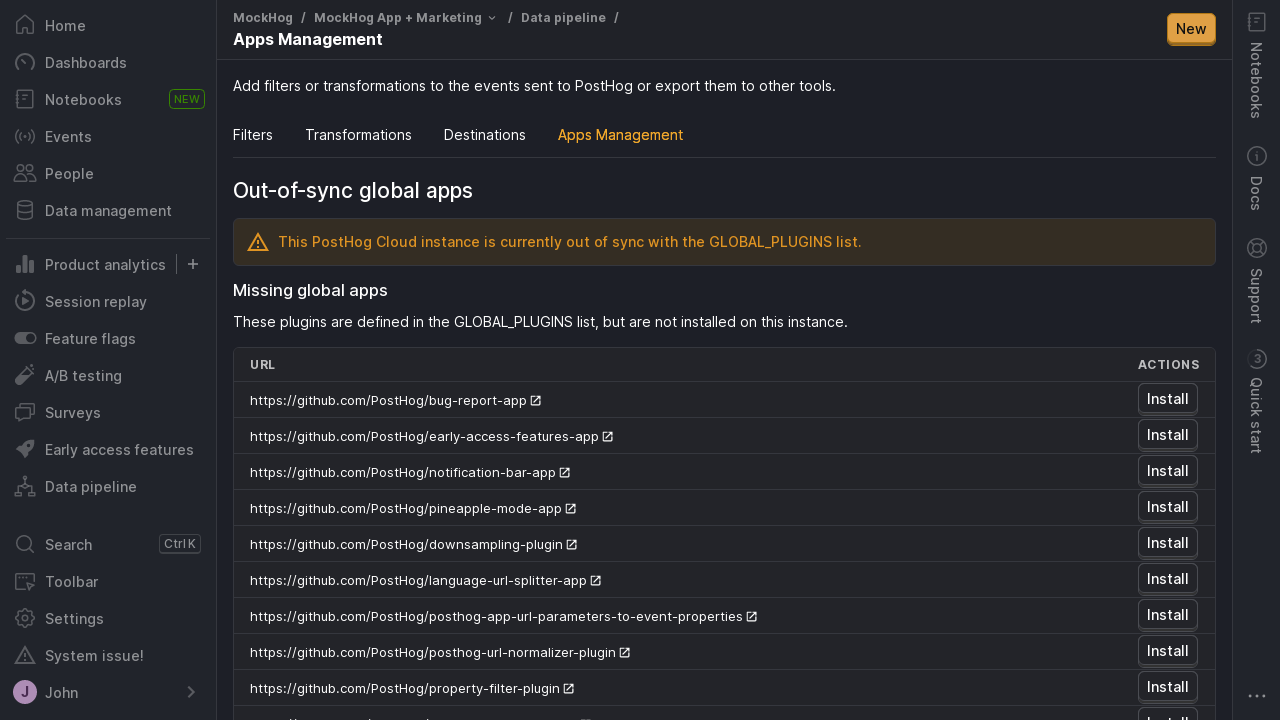 Home
Dashboards
Notebooks NEW
Events
People
Data management
Product analytics
Session replay
Feature flags
A/B testing
Surveys
Early access features
Data pipeline
Search Ctrl K
Toolbar
Settings
System issue!
J John
MockHog / MockHog App + Marketing / Data pipeline /
Apps Management
New
Add filters or transformations to the events sent to PostHog or export them to other tools.
Filters Transformations Destinations Apps Management
Out-of-sync global apps
This PostHog Cloud instance is currently out of sync with the GLOBAL_PLUGINS list.
Missing global apps
These plugins are defined in the GLOBAL_PLUGINS list, but are not installed on this instance.
URL ACTIONS
https://github.com/PostHog/bug-report-app Install
https://github.com/PostHog/early-access-features-app Install
https://github.com/PostHog/notification-bar-app Install
https://github.com/PostHog/pineapple-mode-app Install
https://github.com/PostHog/downsampling-plugin Install
https://github.com/PostHog/language-url-splitter-app Install
https://github.com/PostHog/posthog-app-url-parameters-to-event-properties Install
https://github.com/PostHog/posthog-url-normalizer-plugin Install
https://github.com/PostHog/property-filter-plugin Install
Install
Notebooks
Docs
Support
3 Quick start